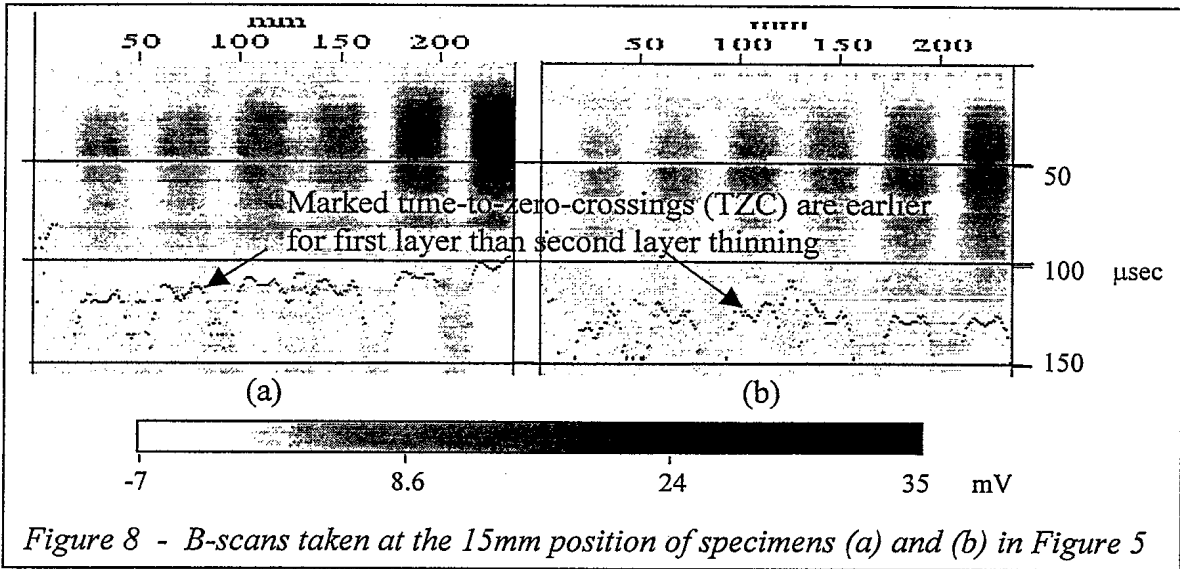 mm mm
50 100 150 200 50 100 150 200
50
Marked time-to-zero-crossings (TZC) are earlier
for first layer than second layer thinning
100 μsec
150
(a) (b)
-7 8.6 24 35 mV
Figure 8 - B-scans taken at the 15mm position of specimens (a) and (b) in Figure 5